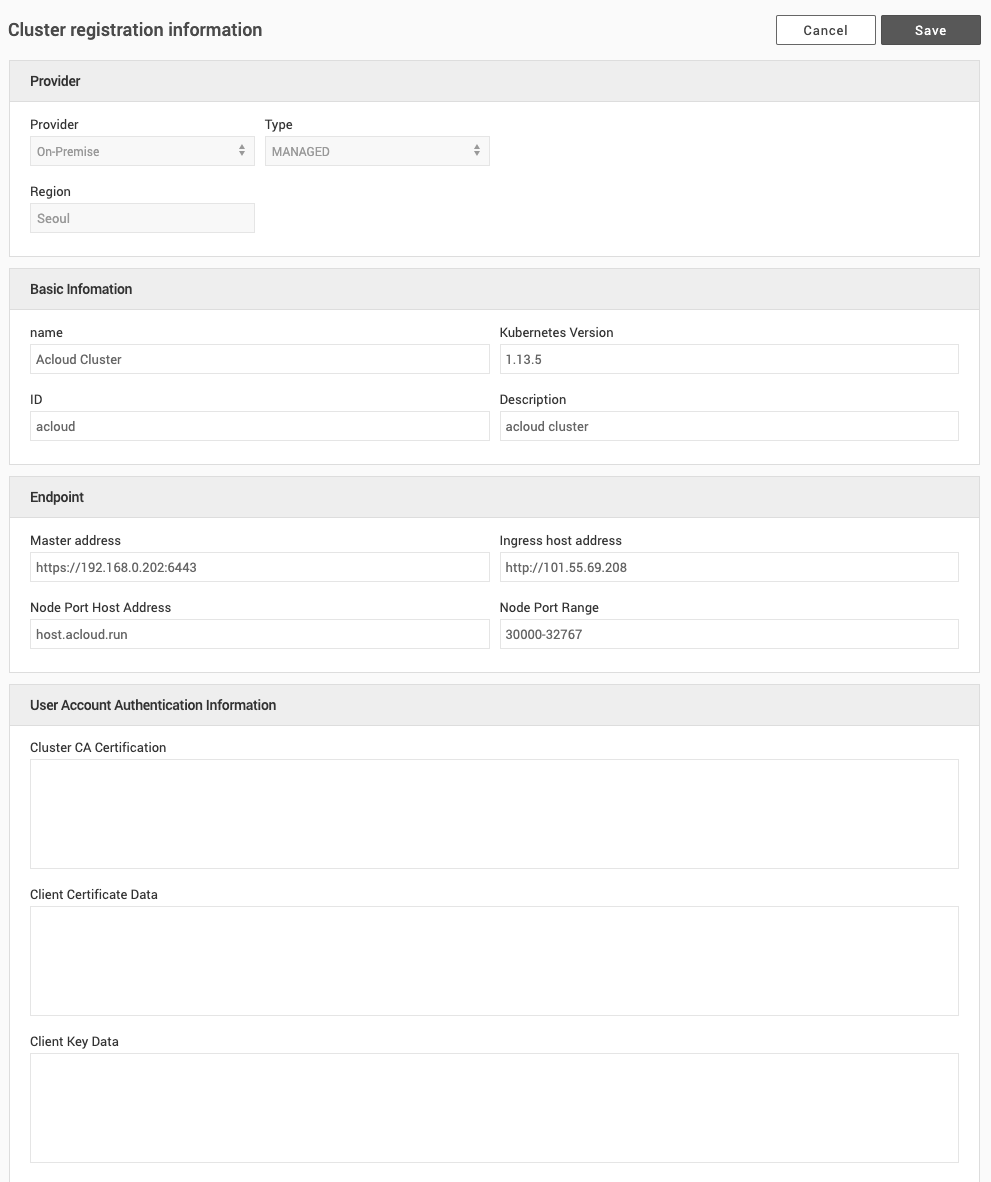 Cluster registration information
Cancel
Save
Provider
Provider
Type
On-Premise
MANAGED
Region
Seoul
Basic Infomation
name
Kubernetes Version
Acloud Cluster
1.13.5
ID
Description
acloud
acloud cluster
Endpoint
Master address
Ingress host address
https://192.168.0.202:6443
http://101.55.69.208
Node Port Host Address
Node Port Range
host.acloud.run
30000-32767
User Account Authentication Information
Cluster CA Certification
Client Certificate Data
Client Key Data